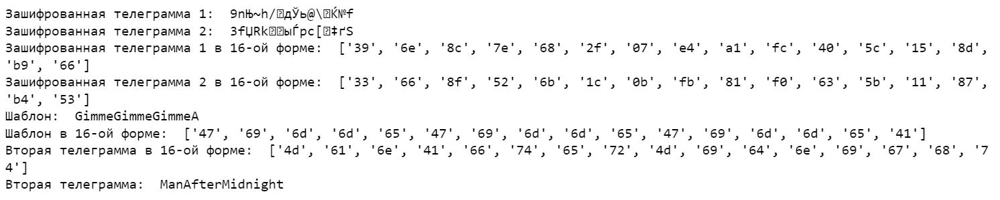 Зашифрованная телеграмма 1:  9nЊ~h/�дЎь@\�Ќ№f
Зашифрованная телеграмма 2:  3fЏRk��ыЃрc[�‡ґS
Зашифрованная телеграмма 1 в 16-ой форме:  ['39', '6e', '8c', '7e', '68', '2f', '07', 'e4', 'a1', 'fc', '40', '5c', '15', '8d',
'b9', '66']
Зашифрованная телеграмма 2 в 16-ой форме:  ['33', '66', '8f', '52', '6b', '1c', '0b', 'fb', '81', 'f0', '63', '5b', '11', '87',
'b4', '53']
Шаблон:  GimmeGimmeGimmeA
Шаблон в 16-ой форме:  ['47', '69', '6d', '6d', '65', '47', '69', '6d', '6d', '65', '47', '69', '6d', '6d', '65', '41']
Вторая телеграмма в 16-ой форме:  ['4d', '61', '6e', '41', '66', '74', '65', '72', '4d', '69', '64', '6e', '69', '67', '68', '7
4']
Вторая телеграмма:  ManAfterMidnight